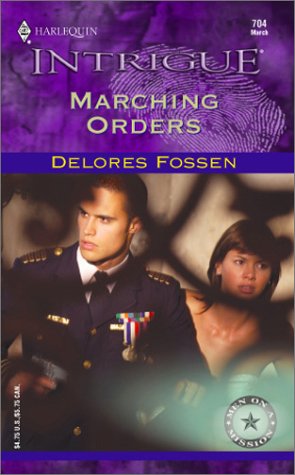 HARLEQUIN
704
March
INTRIGUE®
MARCHING
ORDERS
DELORES FOSSEN
$4.75 U.S./$5.75 CAN.
MEN ON A
MISSION